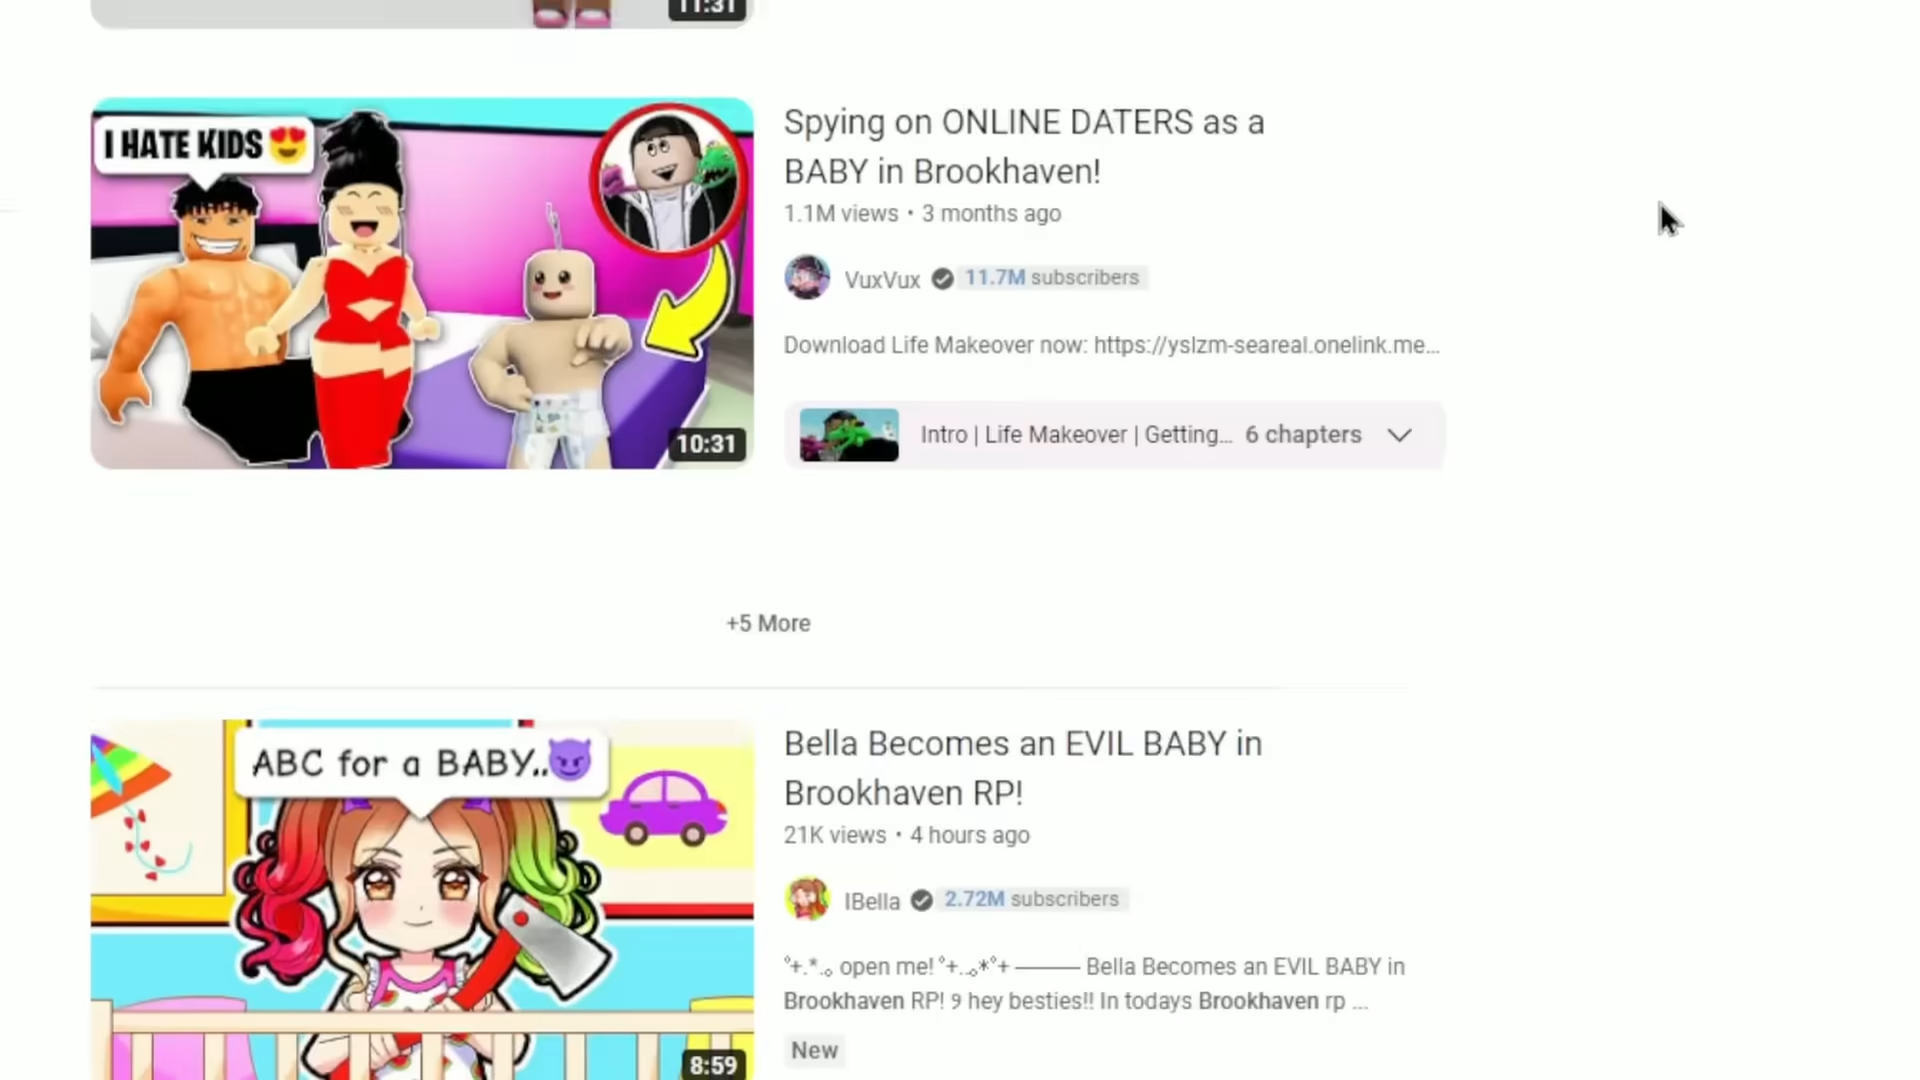 11:31
I HATE KIDS😍
10:31
Spying on ONLINE DATERS as a
BABY in Brookhaven!
1.1M views • 3 months ago
VuxVux 11.7M subscribers
Download Life Makeover now: https://yslzm-seareal.onelink.me...
Intro | Life Makeover | Getting... 6 chapters
+5 More
ABC for a BABY..😈
8:59
Bella Becomes an EVIL BABY in
Brookhaven RP!
21K views • 4 hours ago
IBella 2.72M subscribers
°+.*.ₒ open me! °+..ₒ*°+ ——— Bella Becomes an EVIL BABY in
Brookhaven RP! ୨ hey besties!! In todays Brookhaven rp ...
New